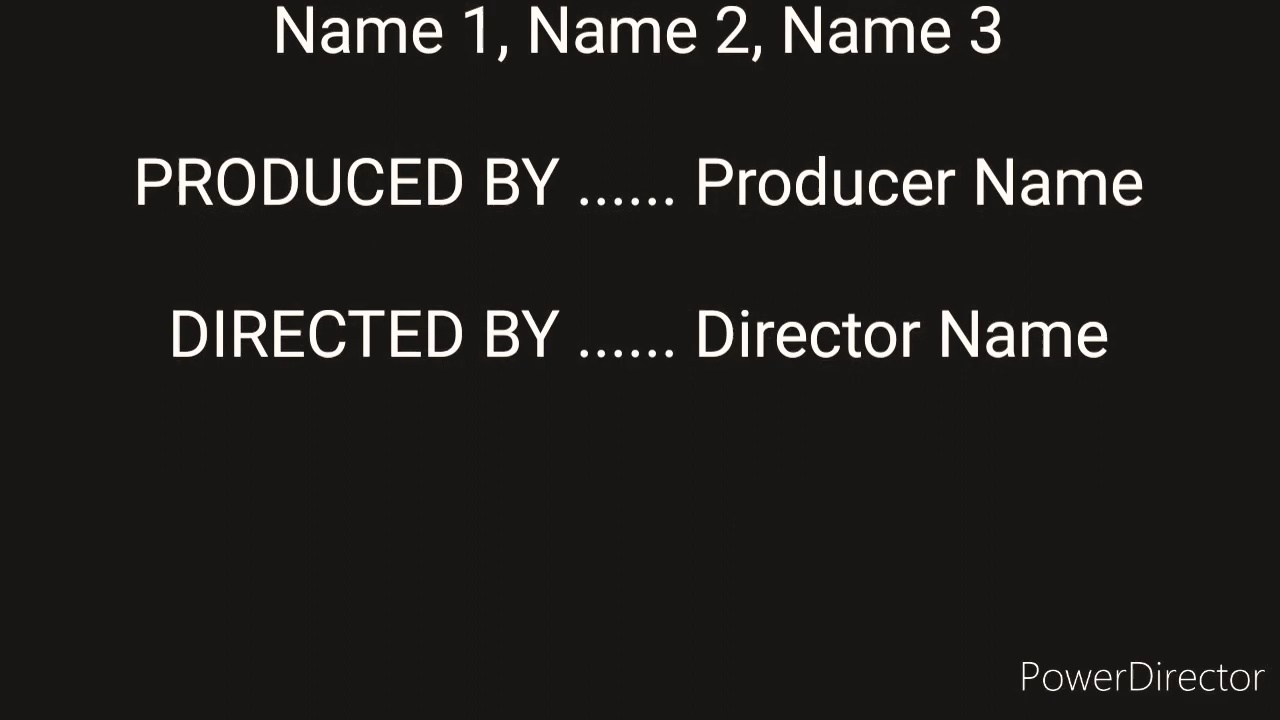 Name 1, Name 2, Name 3
PRODUCED BY ...... Producer Name
DIRECTED BY ...... Director Name
PowerDirector